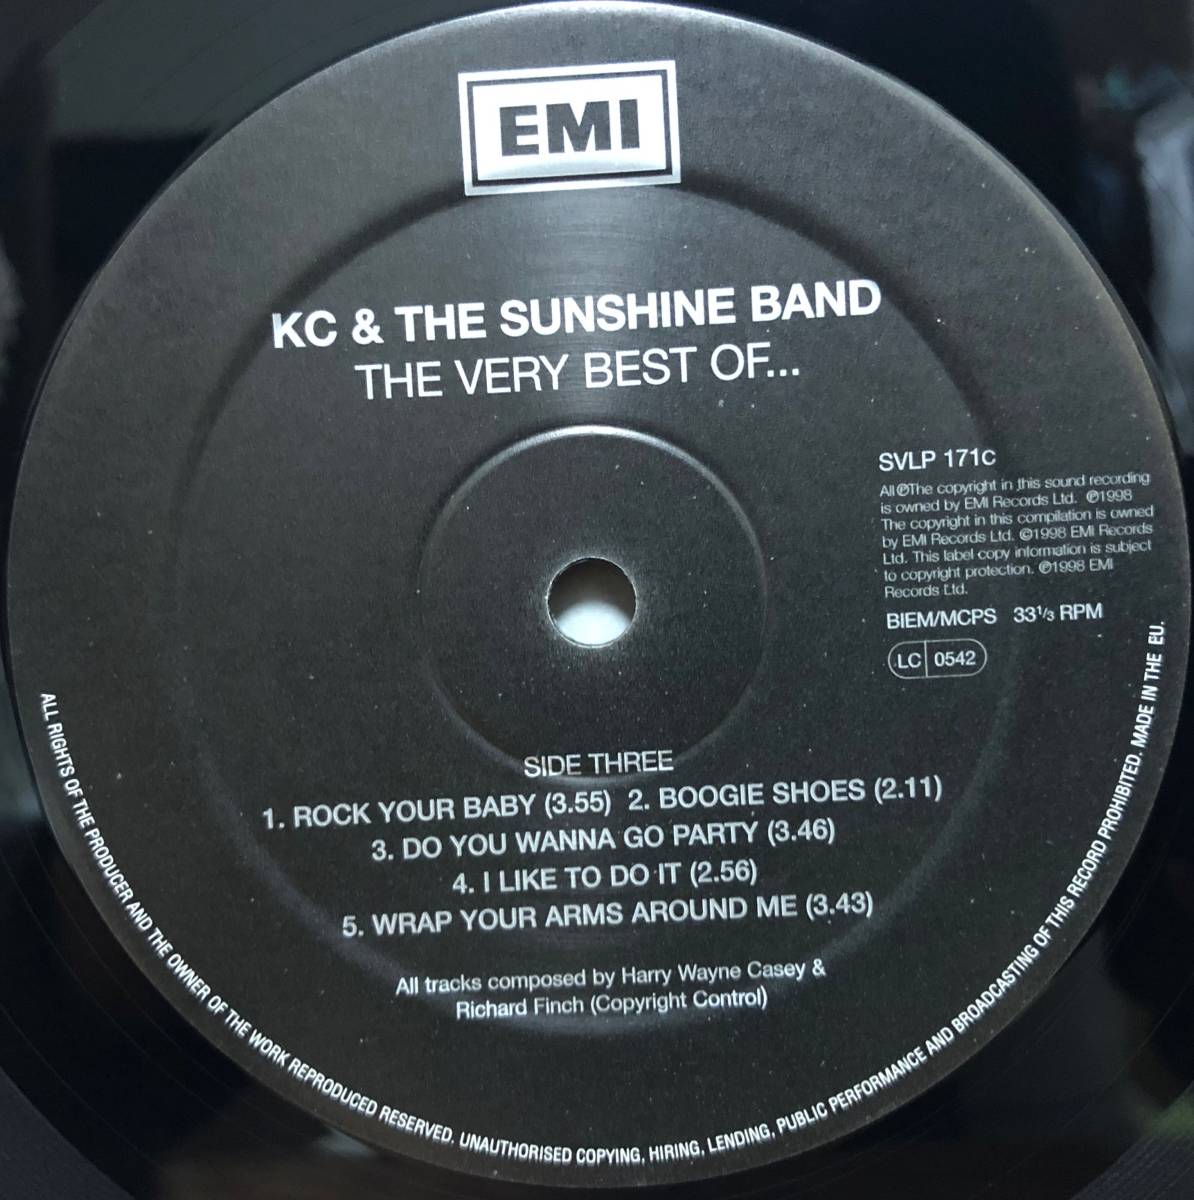 EMI
KC & THE SUNSHINE BAND
THE VERY BEST OF...
SVLP 171C
All ℗The copyright in this sound recording
is owned by EMI Records Ltd. ℗1998
The copyright in this compilation is owned
by EMI Records Ltd. ©1998 EMI Records
Ltd. This label copy information is subject
to copyright protection. ℗1998 EMI
Records Ltd.
BIEM/MCPS 33⅓ RPM
LC 0542
SIDE THREE
1. ROCK YOUR BABY (3.55) 2. BOOGIE SHOES (2.11)
3. DO YOU WANNA GO PARTY (3.46)
4. I LIKE TO DO IT (2.56)
5. WRAP YOUR ARMS AROUND ME (3.43)
All tracks composed by Harry Wayne Casey &
Richard Finch (Copyright Control)
ALL RIGHTS OF THE PRODUCER AND THE OWNER OF THE WORK REPRODUCED RESERVED. UNAUTHORISED COPYING, HIRING, LENDING, PUBLIC PERFORMANCE AND BROADCASTING OF THIS RECORD PROHIBITED. MADE IN THE EU.